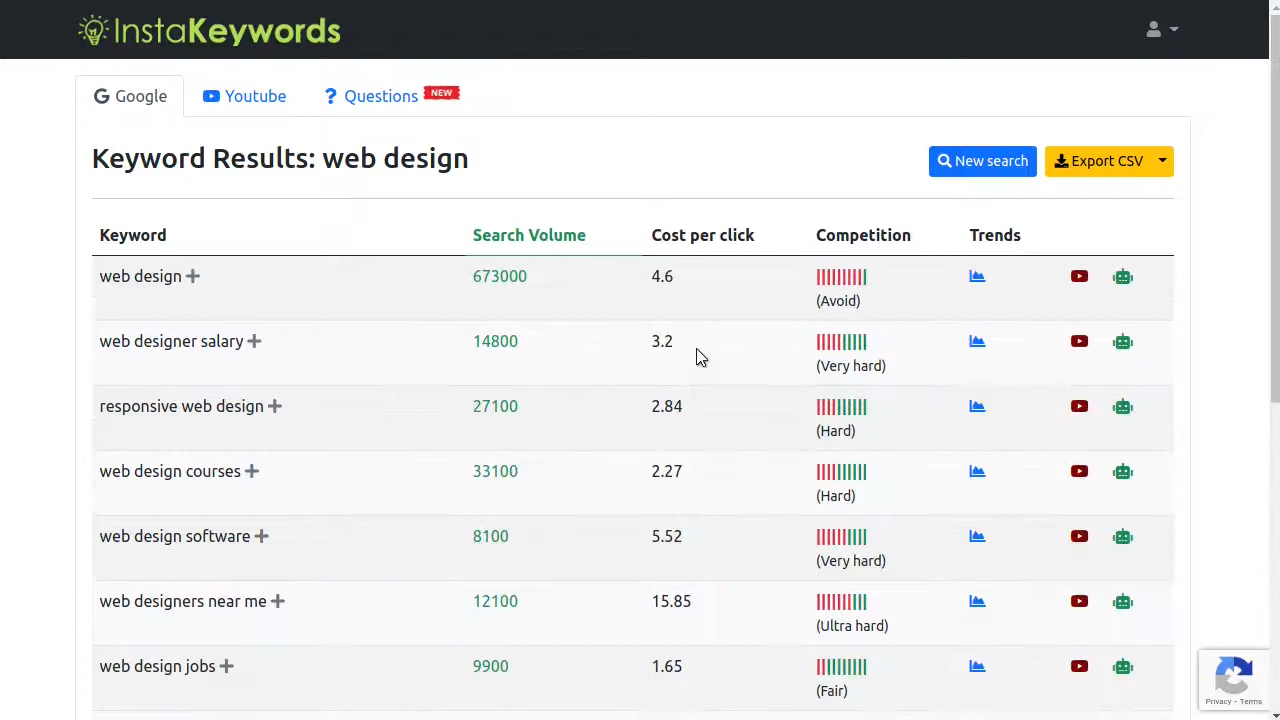 InstaKeywords
Google Youtube Questions NEW
Keyword Results: web design
New search Export CSV
Keyword Search Volume Cost per click Competition Trends
web design 673000 4.6
(Avoid)
web designer salary 14800 3.2
(Very hard)
responsive web design 27100 2.84
(Hard)
web design courses 33100 2.27
(Hard)
web design software 8100 5.52
(Very hard)
web designers near me 12100 15.85
(Ultra hard)
web design jobs 9900 1.65
(Fair)
Privacy - Terms